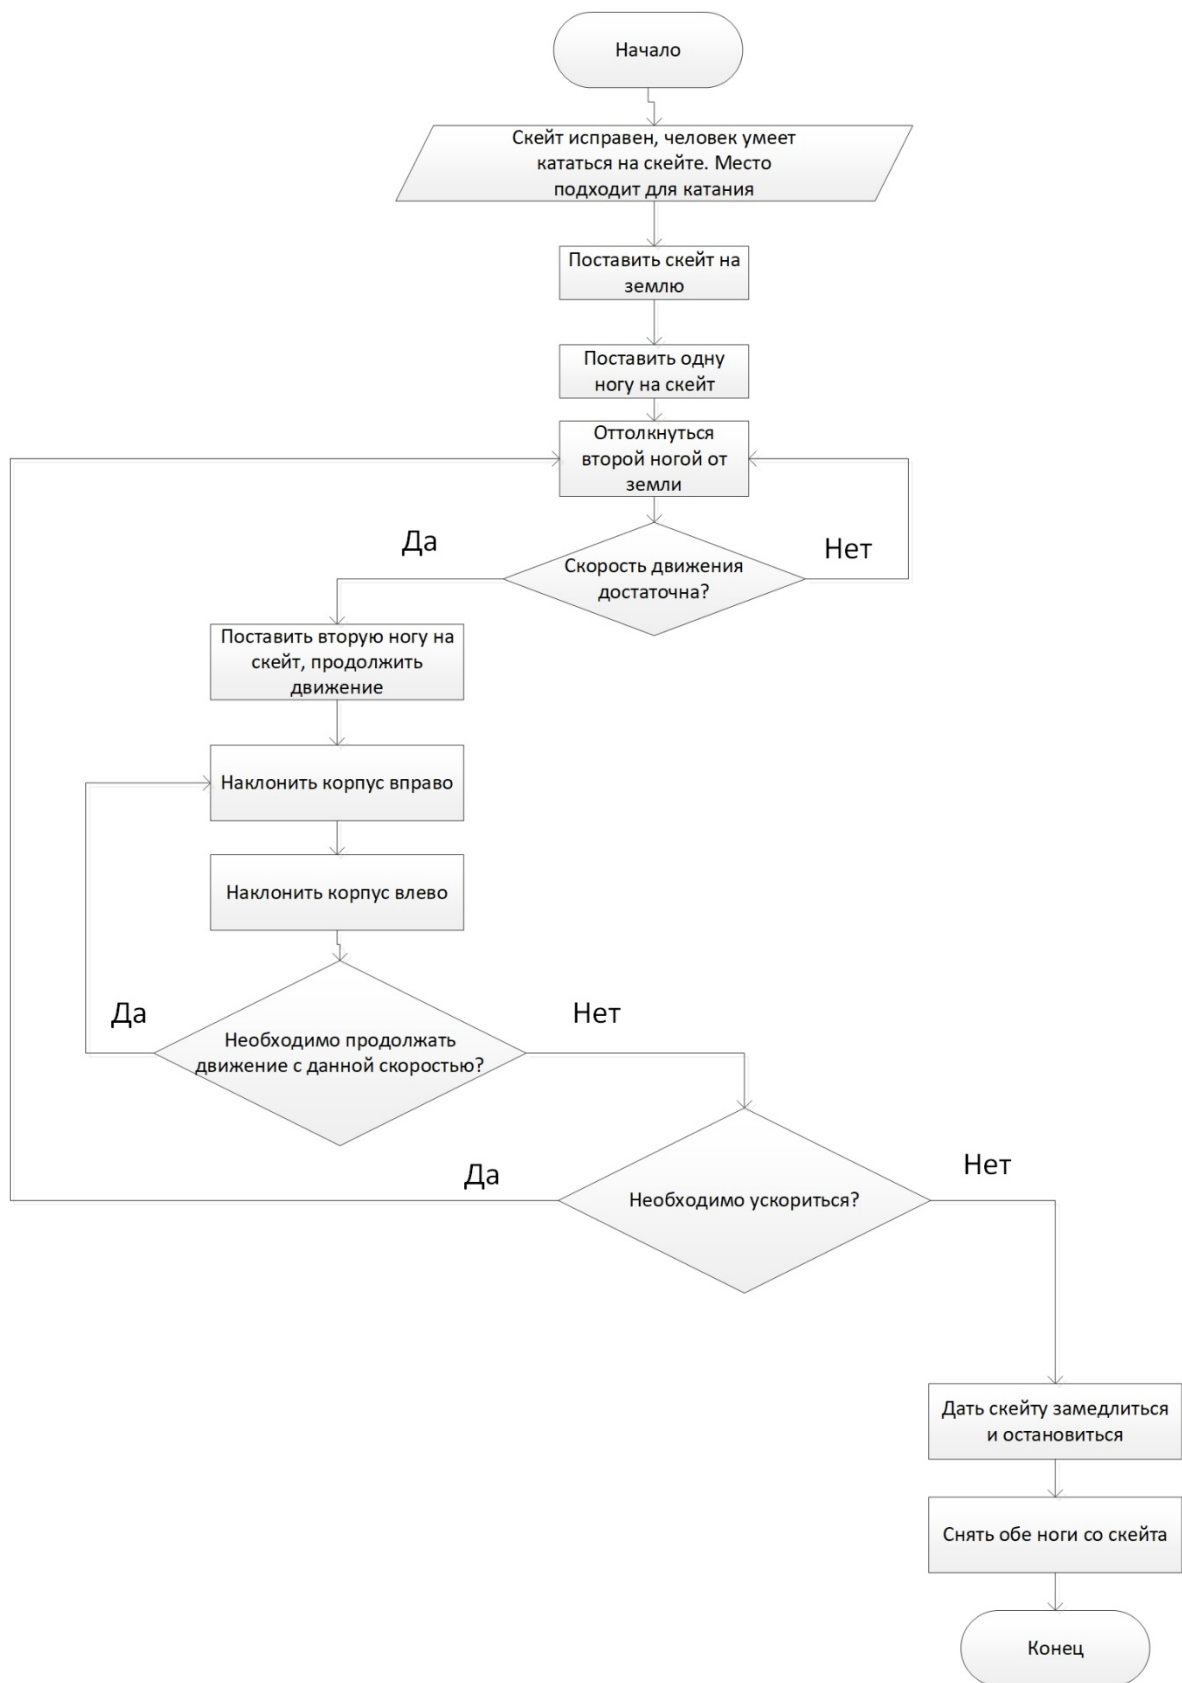 Начало
Скейт исправен, человек умеет
кататься на скейте. Место
подходит для катания
Поставить скейт на
землю
Поставить одну
ногу на скейт
Оттолкнуться
второй ногой от
земли
Да
Нет
Скорость движения
достаточна?
Поставить вторую ногу на
скейт, продолжить
движение
Наклонить корпус вправо
Наклонить корпус влево
Да
Нет
Необходимо продолжать
движение с данной скоростью?
Да
Нет
Необходимо ускориться?
Дать скейту замедлиться
и остановиться
Снять обе ноги со скейта
Конец